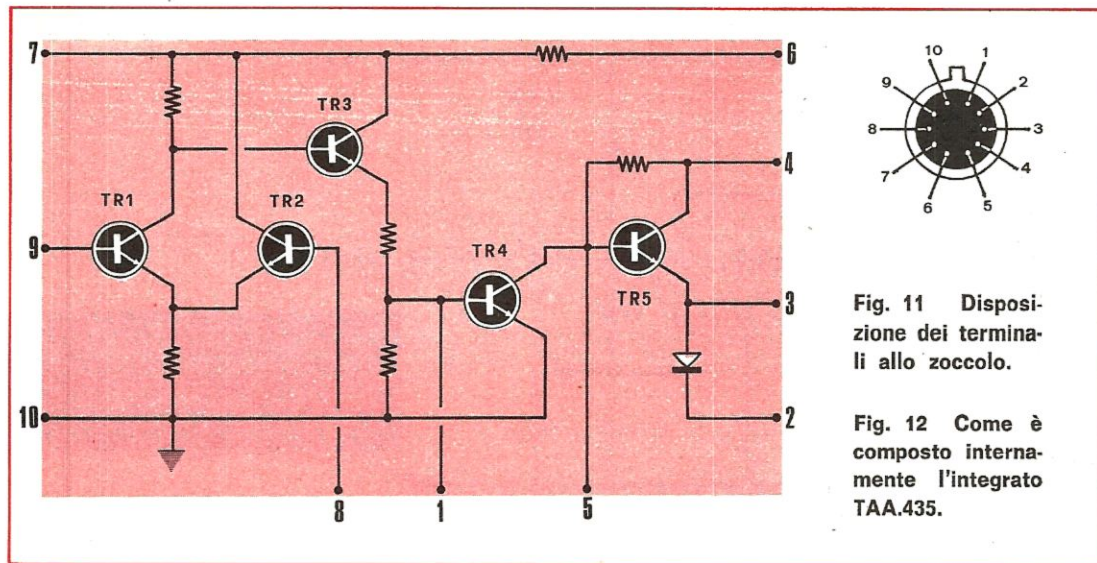 7
6
TR3
4
TR1
TR2
9
TR4
TR5
3
10
2
8
1
5
10
1
9
2
8
3
7
4
6
5
Fig. 11 Disposi-
zione dei termina-
li allo zoccolo.
Fig. 12 Come è
composto interna-
mente l'integrato
TAA.435.